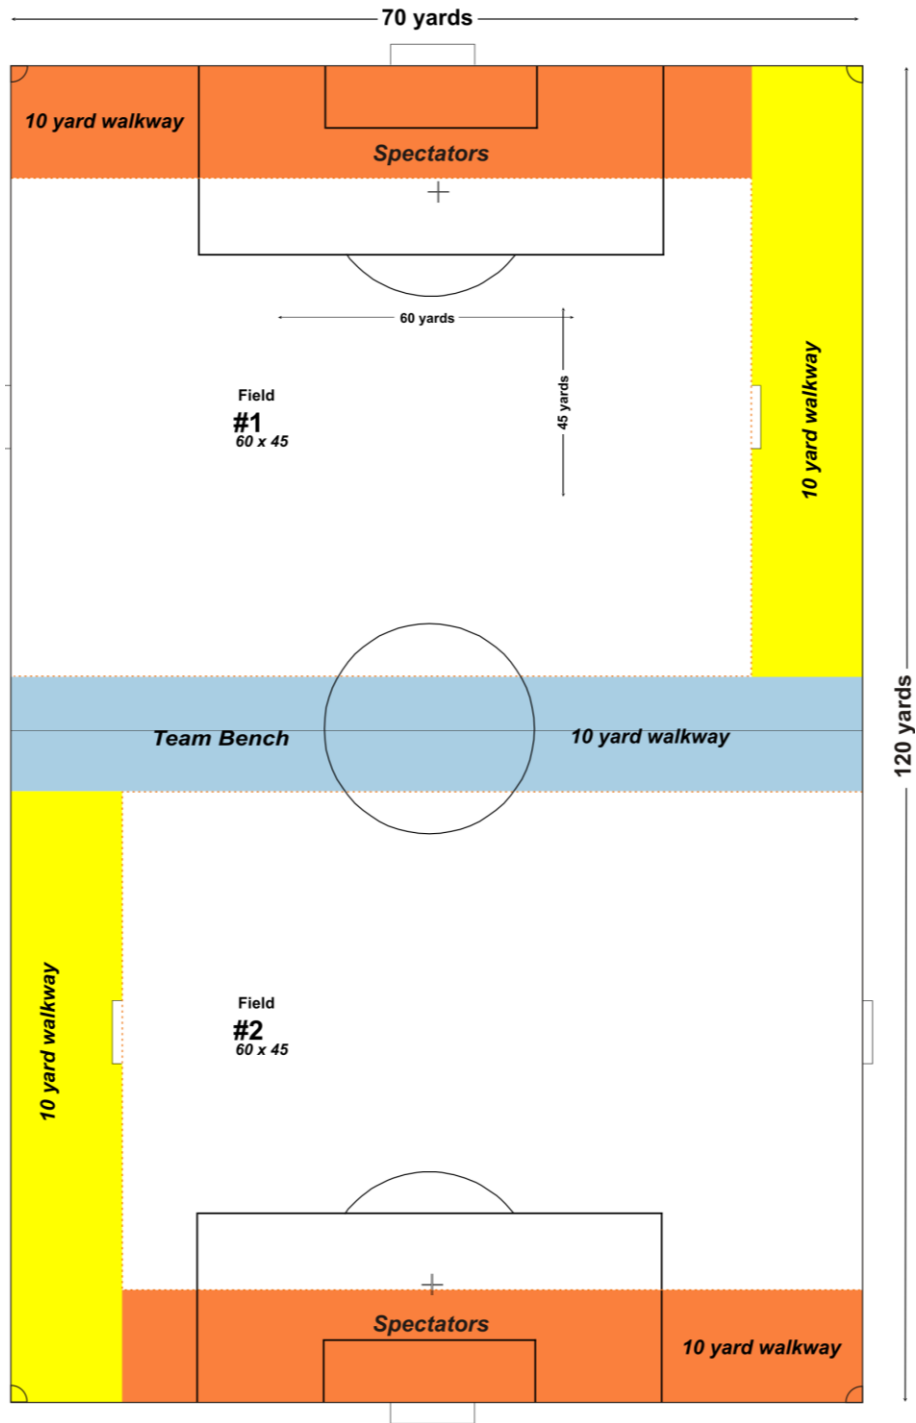 70 yards
10 yard walkway
Spectators
60 yards
45 yards
10 yard walkway
Field
#1
60 x 45
120 yards
Team Bench
10 yard walkway
10 yard walkway
Field
#2
60 x 45
Spectators
10 yard walkway